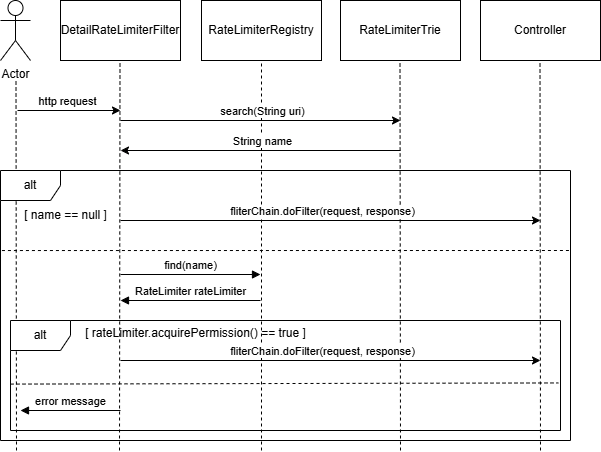 DetailRateLimiterFilter
RateLimiterRegistry
RateLimiterTrie
Controller
Actor
http request
search(String uri)
String name
alt
[ name == null ]
fliterChain.doFilter(request, response)
find(name)
RateLimiter rateLimiter
alt
[ rateLimiter.acquirePermission() == true ]
fliterChain.doFilter(request, response)
error message